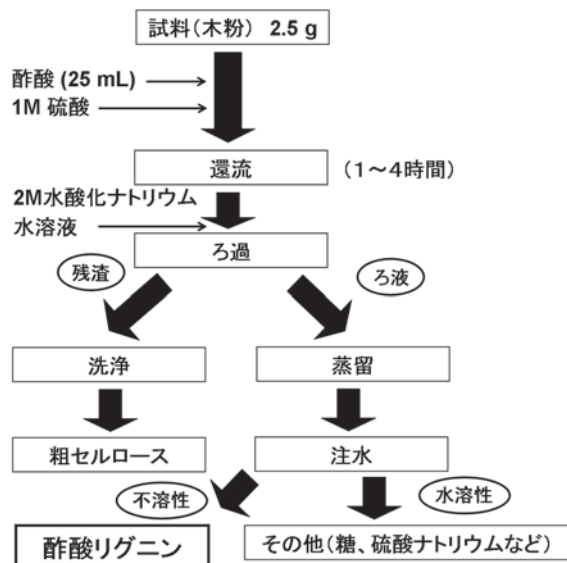 試料(木粉) 2.5 g
酢酸 (25 mL)
1M 硫酸
還流
(1~4時間)
2M水酸化ナトリウム
水溶液
ろ過
残渣
ろ液
洗浄
蒸留
粗セルロース
注水
不溶性
水溶性
酢酸リグニン
その他(糖、硫酸ナトリウムなど)